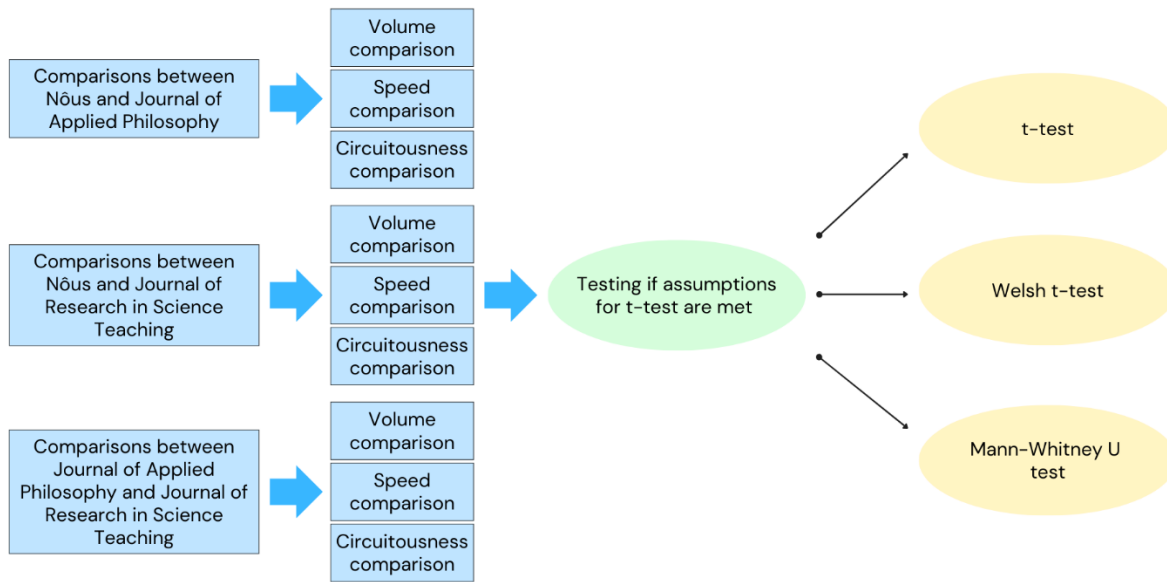 Comparisons between
Nôus and Journal of
Applied Philosophy
Volume
comparison
Speed
comparison
Circuitousness
comparison
Comparisons between
Nôus and Journal of
Research in Science
Teaching
Volume
comparison
Speed
comparison
Circuitousness
comparison
Comparisons between
Journal of Applied
Philosophy and Journal of
Research in Science
Teaching
Volume
comparison
Speed
comparison
Circuitousness
comparison
Testing if assumptions
for t-test are met
t-test
Welsh t-test
Mann-Whitney U
test